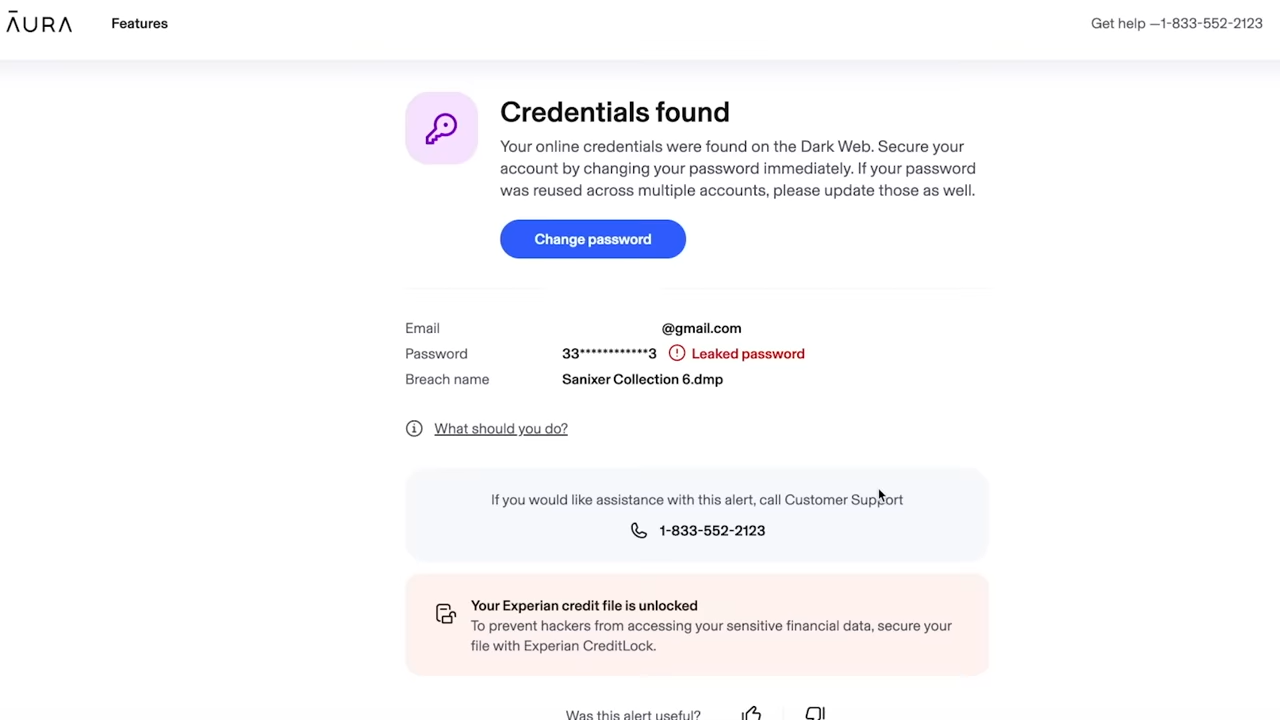 ĀURA Features Get help —1-833-552-2123
Credentials found
Your online credentials were found on the Dark Web. Secure your
account by changing your password immediately. If your password
was reused across multiple accounts, please update those as well.
Change password
Email @gmail.com
Password 33************3 Leaked password
Breach name Sanixer Collection 6.dmp
What should you do?
If you would like assistance with this alert, call Customer Support
1-833-552-2123
Your Experian credit file is unlocked
To prevent hackers from accessing your sensitive financial data, secure your
file with Experian CreditLock.
Was this alert useful?